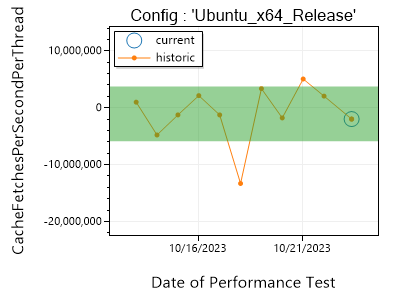 Config : 'Ubuntu_x64_Release'
CacheFetchesPerSecondPerThread
current
historic
10,000,000
0
-10,000,000
-20,000,000
10/16/2023
10/21/2023
Date of Performance Test